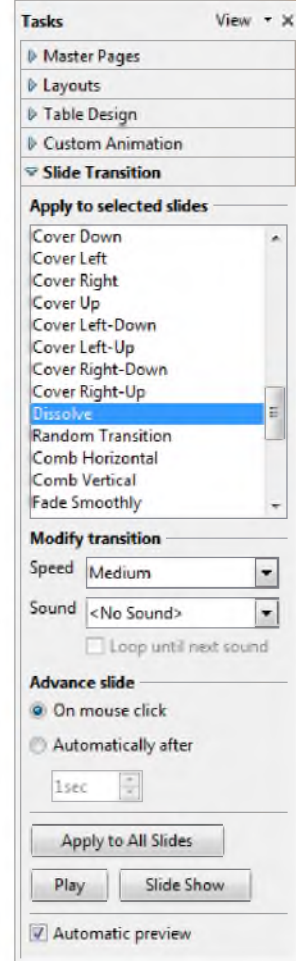 Tasks View
Master Pages
Layouts
Table Design
Custom Animation
Slide Transition
Apply to selected slides
Cover Down
Cover Left
Cover Right
Cover Up
Cover Left-Down
Cover Left-Up
Cover Right-Down
Cover Right-Up
Dissolve
Random Transition
Comb Horizontal
Comb Vertical
Fade Smoothly
Modify transition
Speed Medium
Sound <No Sound>
Loop until next sound
Advance slide
On mouse click
Automatically after
1sec
Apply to All Slides
Play Slide Show
Automatic preview